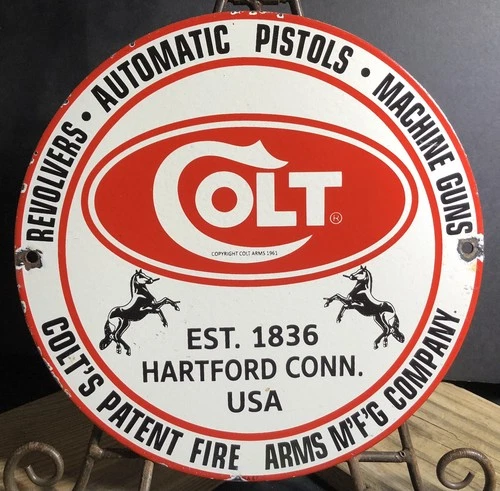 REVOLVERS • AUTOMATIC PISTOLS • MACHINE GUNS
COLT
®
COPYRIGHT COLT ARMS 1961
EST. 1836
HARTFORD CONN.
USA
COLT'S PATENT FIRE ARMS M'F'G COMPANY